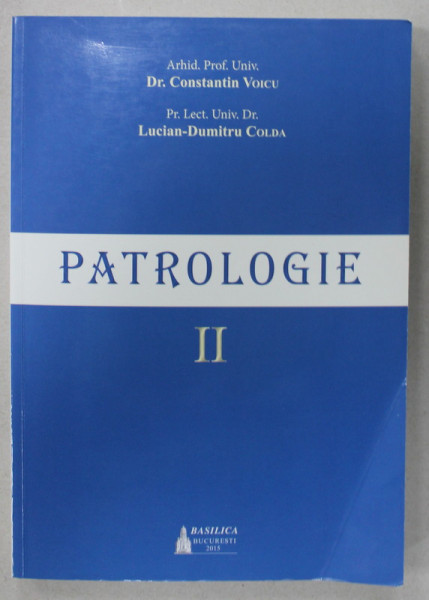 Arhid. Prof. Univ.
Dr. Constantin VOICU
Pr. Lect. Univ. Dr.
Lucian-Dumitru COLDA
PATROLOGIE
II
BASILICA
BUCUREȘTI
2015